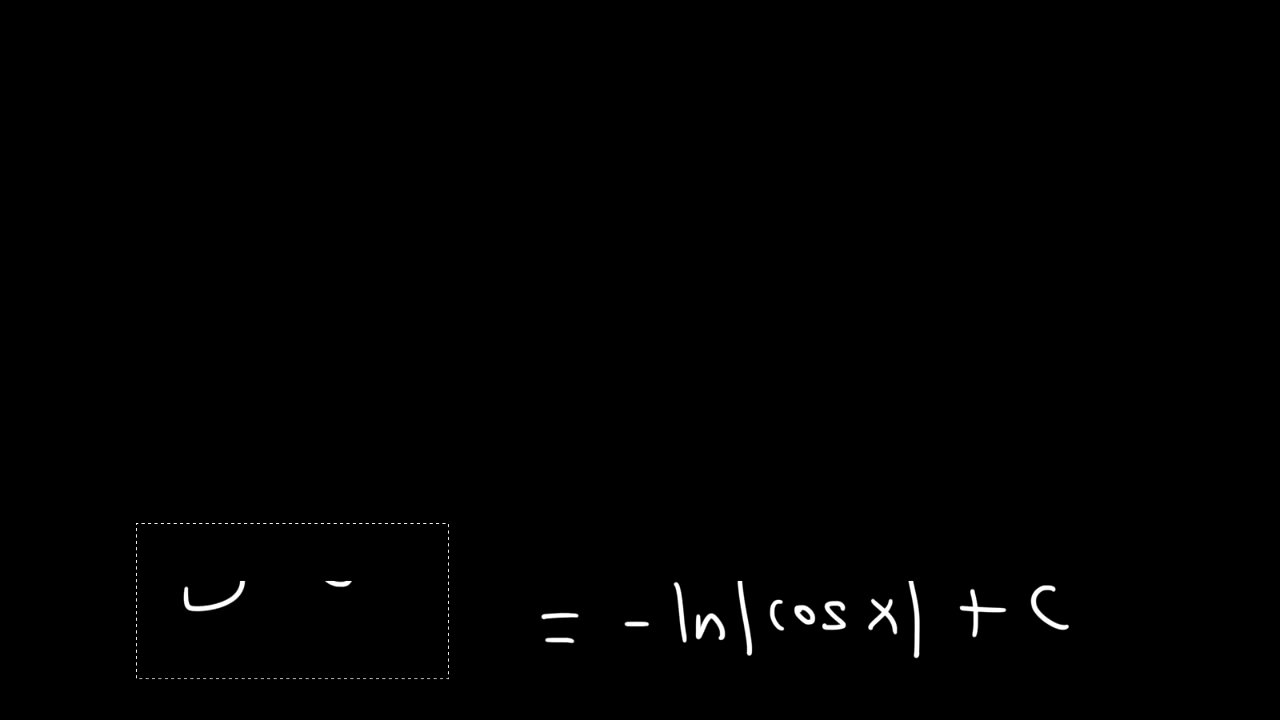 = - ln|cos x| + C